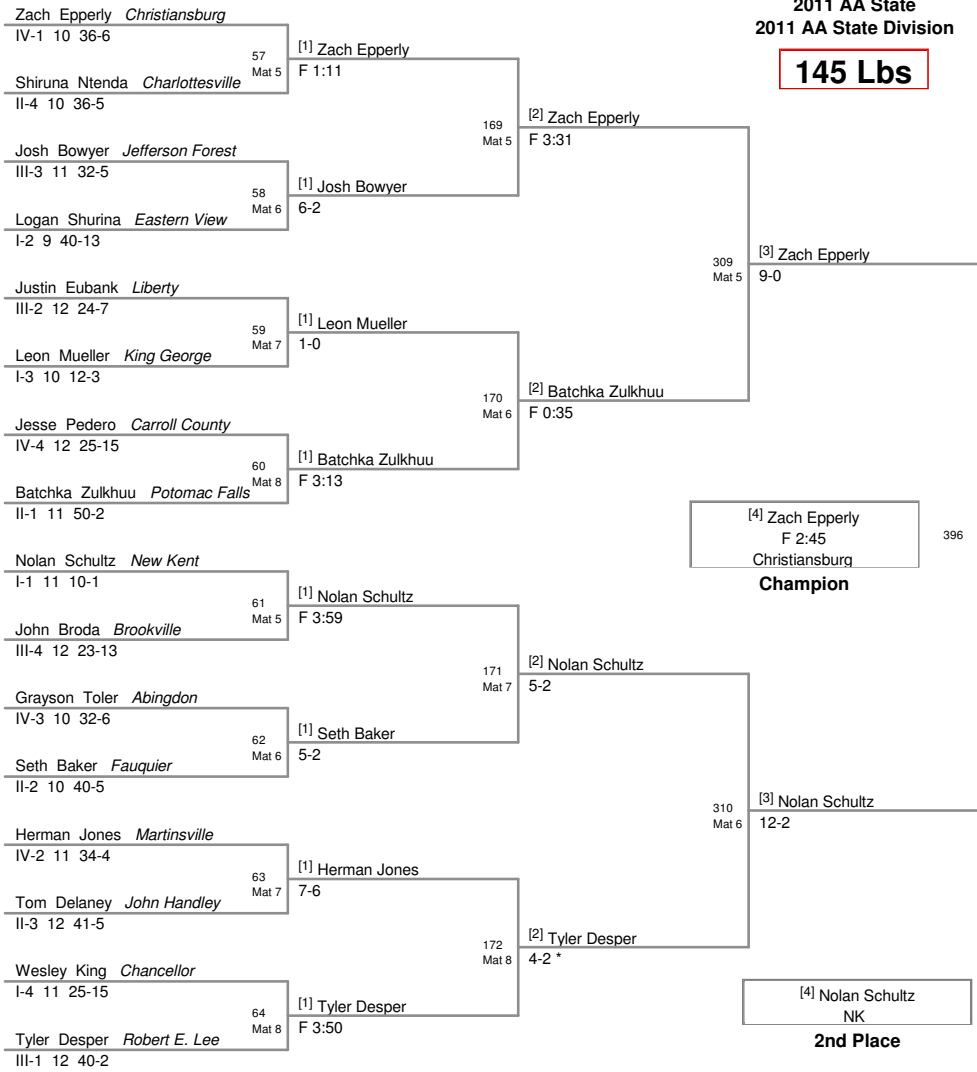 2011 AA State
2011 AA State Division
145 Lbs
Zach Epperly Christiansburg
IV-1 10 36-6
57
Mat 5
Shiruna Ntenda Charlottesville
II-4 10 36-5
[1] Zach Epperly
F 1:11
Josh Bowyer Jefferson Forest
III-3 11 32-5
58
Mat 6
Logan Shurina Eastern View
I-2 9 40-13
[1] Josh Bowyer
6-2
169
Mat 5
[2] Zach Epperly
F 3:31
Justin Eubank Liberty
III-2 12 24-7
59
Mat 7
Leon Mueller King George
I-3 10 12-3
[1] Leon Mueller
1-0
Jesse Pedero Carroll County
IV-4 12 25-15
60
Mat 8
Batchka Zulkhuu Potomac Falls
II-1 11 50-2
[1] Batchka Zulkhuu
F 3:13
170
Mat 6
[2] Batchka Zulkhuu
F 0:35
309
Mat 5
[3] Zach Epperly
9-0
[4] Zach Epperly
F 2:45
Christiansburg
Champion
396
Nolan Schultz New Kent
I-1 11 10-1
61
Mat 5
John Broda Brookville
III-4 12 23-13
[1] Nolan Schultz
F 3:59
Grayson Toler Abingdon
IV-3 10 32-6
62
Mat 6
Seth Baker Fauquier
II-2 10 40-5
[1] Seth Baker
5-2
171
Mat 7
[2] Nolan Schultz
5-2
Herman Jones Martinsville
IV-2 11 34-4
63
Mat 7
Tom Delaney John Handley
II-3 12 41-5
[1] Herman Jones
7-6
Wesley King Chancellor
I-4 11 25-15
64
Mat 8
Tyler Desper Robert E. Lee
III-1 12 40-2
[1] Tyler Desper
F 3:50
172
Mat 8
[2] Tyler Desper
4-2 *
310
Mat 6
[3] Nolan Schultz
12-2
[4] Nolan Schultz
NK
2nd Place